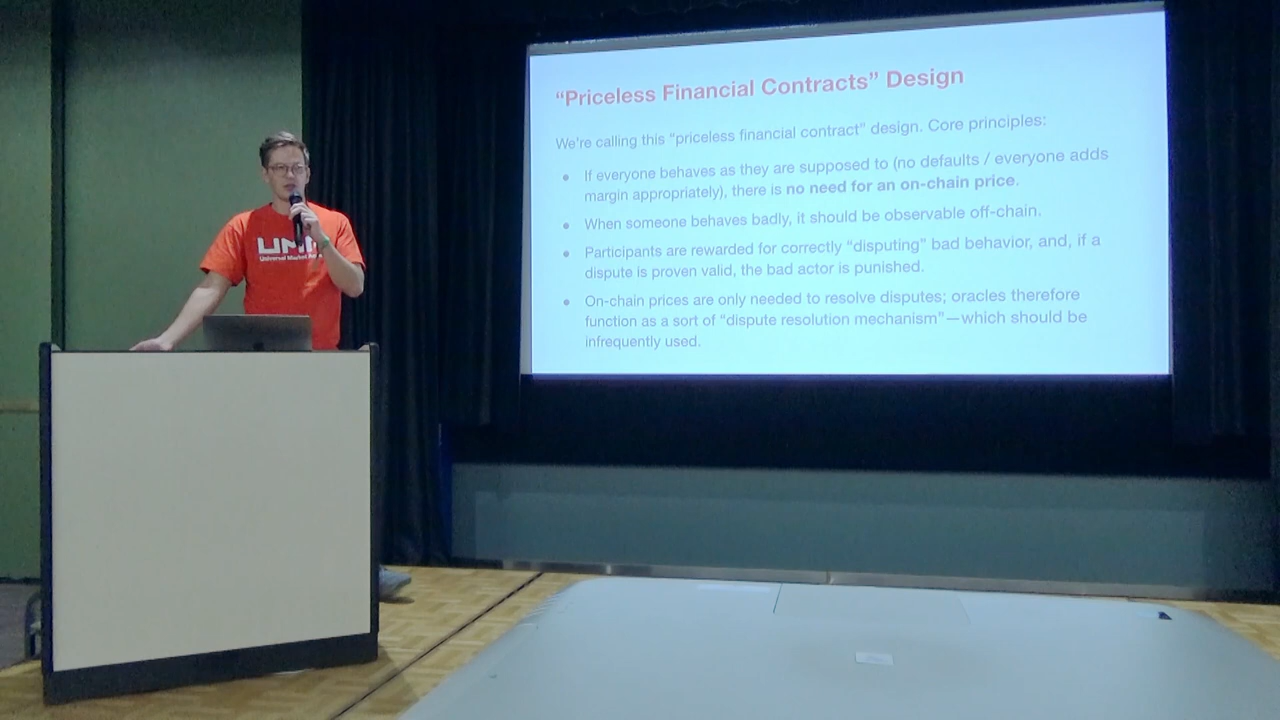 “Priceless Financial Contracts” Design
We’re calling this “priceless financial contract” design. Core principles:
• If everyone behaves as they are supposed to (no defaults / everyone adds
margin appropriately), there is no need for an on-chain price.
• When someone behaves badly, it should be observable off-chain.
• Participants are rewarded for correctly “disputing” bad behavior, and, if a
dispute is proven valid, the bad actor is punished.
• On-chain prices are only needed to resolve disputes; oracles therefore
function as a sort of “dispute resolution mechanism”—which should be
infrequently used.
Universal Market